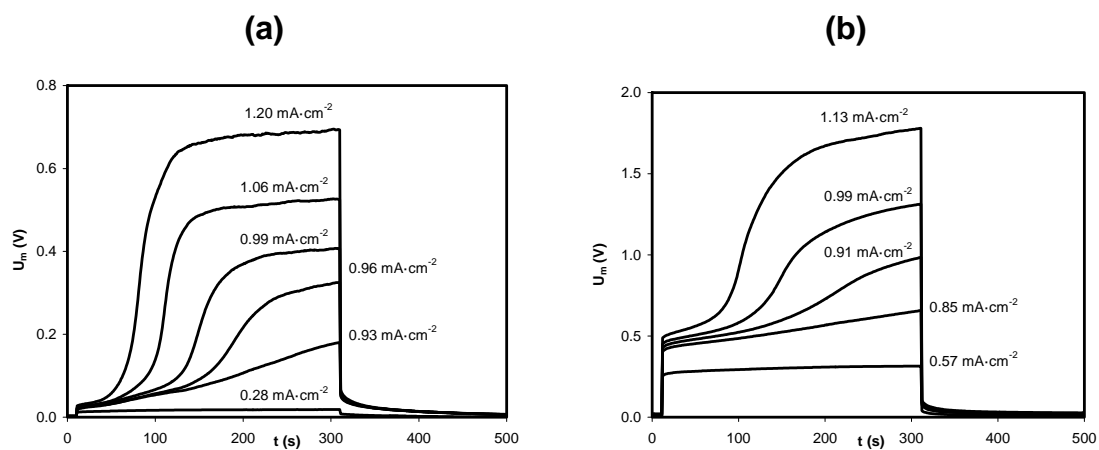 (a)
0.8
0.6
0.4
0.2
0.0
U_m (V)
1.20 mA·cm⁻²
1.06 mA·cm⁻²
0.99 mA·cm⁻²
0.96 mA·cm⁻²
0.93 mA·cm⁻²
0.28 mA·cm⁻²
0 100 200 300 400 500
t (s)
(b)
2.0
1.5
1.0
0.5
0.0
U_m (V)
1.13 mA·cm⁻²
0.99 mA·cm⁻²
0.91 mA·cm⁻²
0.85 mA·cm⁻²
0.57 mA·cm⁻²
0 100 200 300 400 500
t (s)